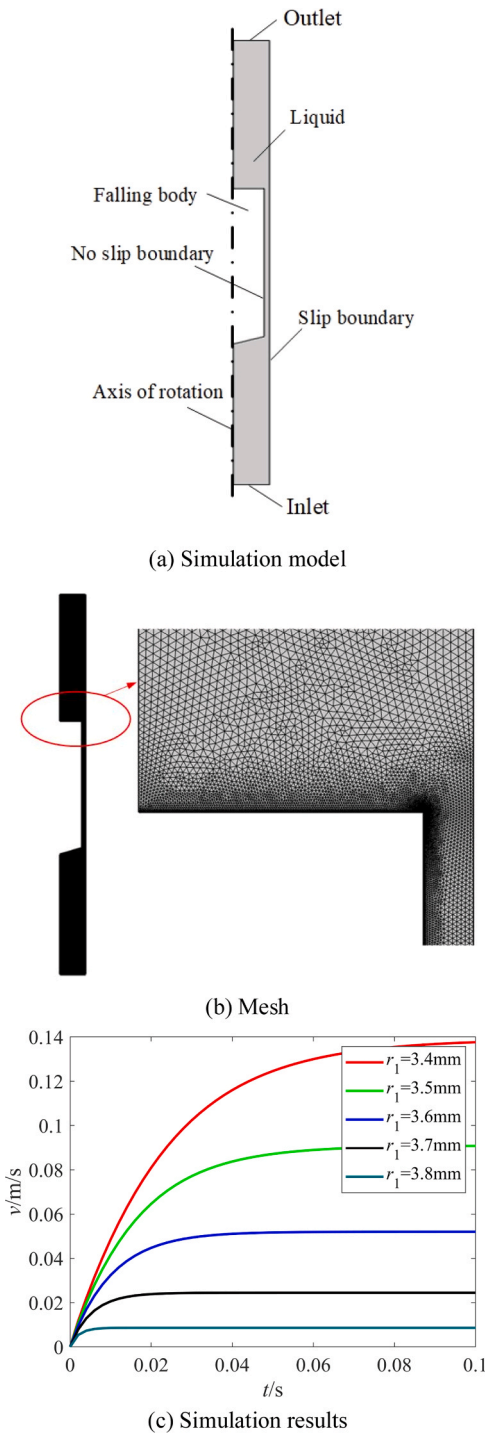 Outlet
Liquid
Falling body
No slip boundary
Slip boundary
Axis of rotation
Inlet
(a) Simulation model
(b) Mesh
0.14
0.12
0.1
0.08
0.06
0.04
0.02
0
v/m/s
r1=3.4mm
r1=3.5mm
r1=3.6mm
r1=3.7mm
r1=3.8mm
0 0.02 0.04 0.06 0.08 0.1
t/s
(c) Simulation results